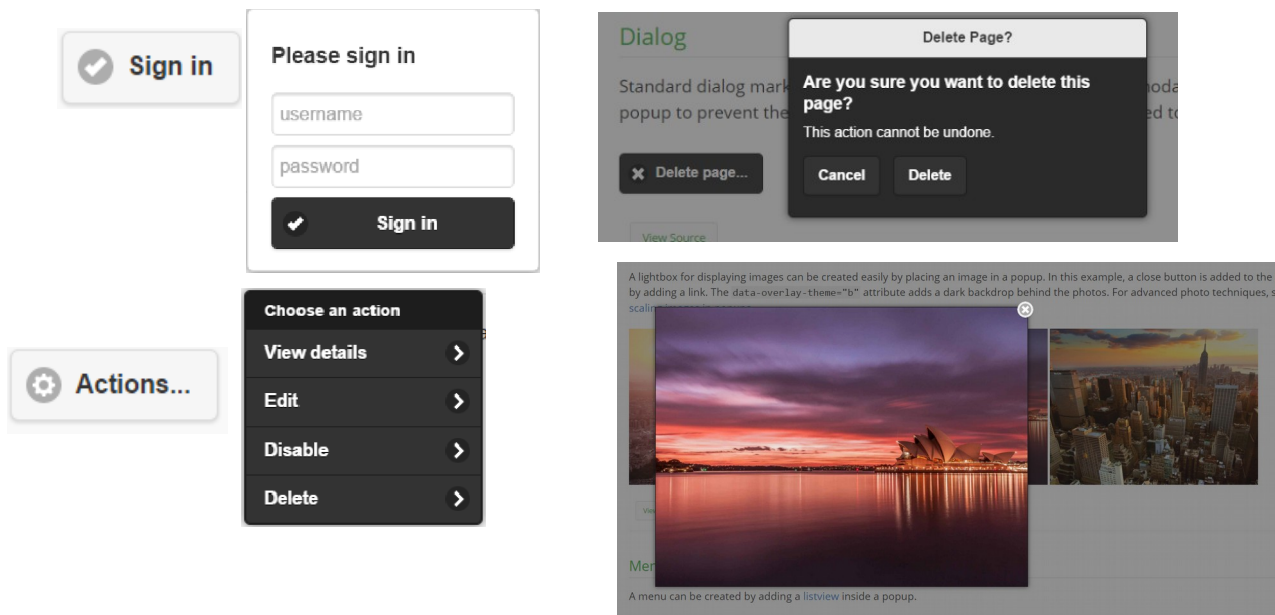 Sign in
Please sign in
username
password
Sign in
Actions...
Choose an action
View details
Edit
Disable
Delete
Dialog
Standard dialog mark
popup to prevent the
Delete page...
View Source
Delete Page?
Are you sure you want to delete this
page?
This action cannot be undone.
Cancel
Delete
A lightbox for displaying images can be created easily by placing an image in a popup. In this example, a close button is added to the
by adding a link. The data-overlay-theme="b" attribute adds a dark backdrop behind the photos. For advanced photo techniques, s
A menu can be created by adding a listview inside a popup.